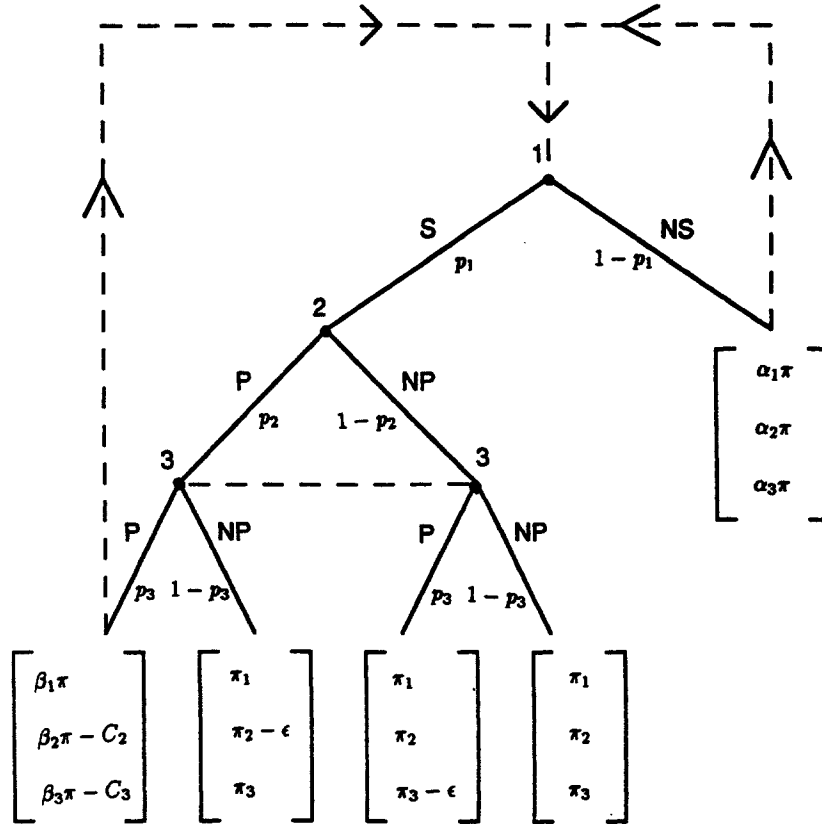 1
S NS
p₁ 1 − p₁
2
P NP
p₂ 1 − p₂
α₁π
α₂π
α₃π
3 3
P NP P NP
p₃ 1 − p₃ p₃ 1 − p₃
β₁π π₁ π₁ π₁
β₂π − C₂ π₂ − ϵ π₂ π₂
β₃π − C₃ π₃ π₃ − ϵ π₃